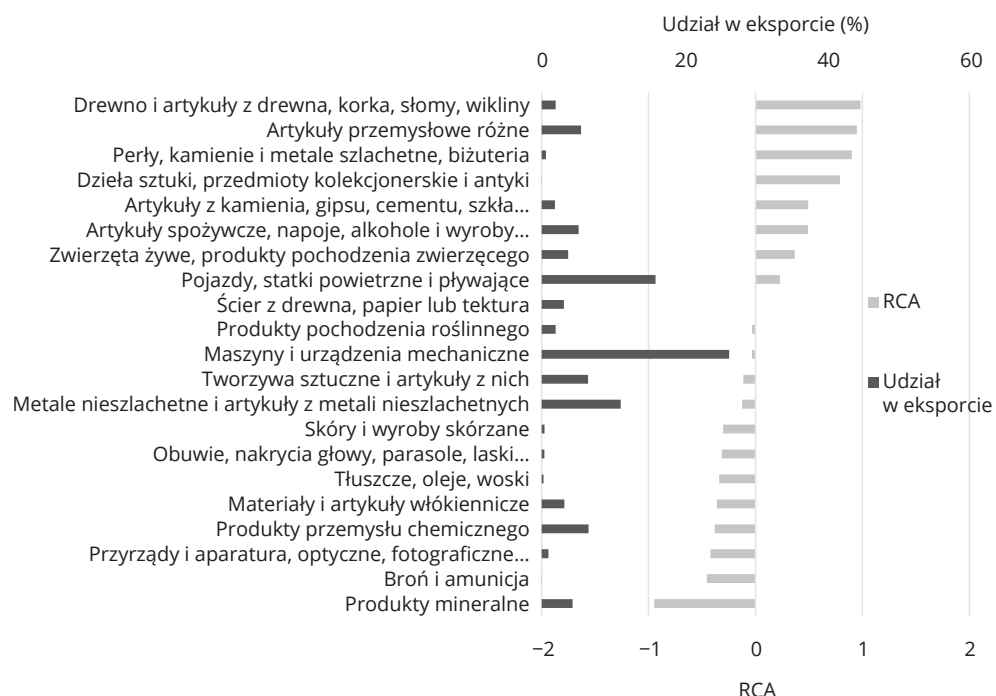 Udział w eksporcie (%)
0 20 40 60
Drewno i artykuły z drewna, korka, słomy, wikliny
Artykuły przemysłowe różne
Perły, kamienie i metale szlachetne, biżuteria
Dzieła sztuki, przedmioty kolekcjonerskie i antyki
Artykuły z kamienia, gipsu, cementu, szkła...
Artykuły spożywcze, napoje, alkohole i wyroby...
Zwierzęta żywe, produkty pochodzenia zwierzęcego
Pojazdy, statki powietrzne i pływające
Ścier z drewna, papier lub tektura
Produkty pochodzenia roślinnego
Maszyny i urządzenia mechaniczne
Tworzywa sztuczne i artykuły z nich
Metale nieszlachetne i artykuły z metali nieszlachetnych
Skóry i wyroby skórzane
Obuwie, nakrycia głowy, parasole, laski...
Tłuszcze, oleje, woski
Materiały i artykuły włókiennicze
Produkty przemysłu chemicznego
Przyrządy i aparatura, optyczne, fotograficzne...
Broń i amunicja
Produkty mineralne
RCA
Udział
w eksporcie
−2 −1 0 1 2
RCA